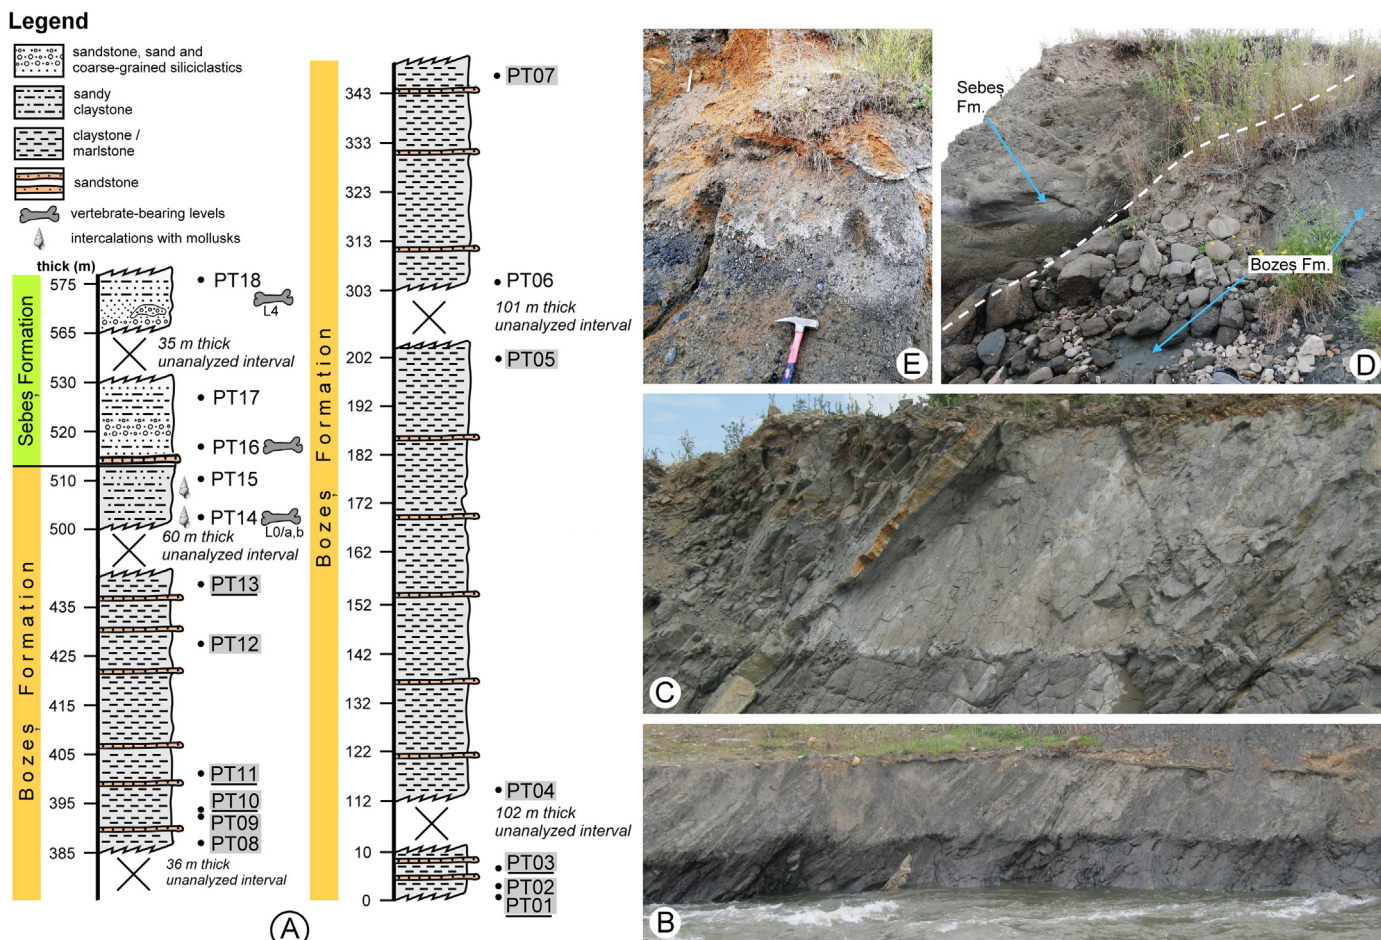 Legend
sandstone, sand and
coarse-grained siliciclastics
sandy
claystone
claystone /
marlstone
sandstone
vertebrate-bearing levels
intercalations with mollusks
thick (m)
Sebeș Formation
Bozeș Formation
575
565
530
520
510
500
435
425
415
405
395
385
PT18
L4
35 m thick
unanalyzed interval
PT17
PT16
PT15
PT14
L0/a,b
60 m thick
unanalyzed interval
PT13
PT12
PT11
PT10
PT09
PT08
36 m thick
unanalyzed interval
A
Bozeș Formation
343
333
323
313
303
202
192
182
172
162
152
142
132
122
112
10
0
PT07
PT06
101 m thick
unanalyzed interval
PT05
PT04
102 m thick
unanalyzed interval
PT03
PT02
PT01
E
Sebeș
Fm.
Bozeș Fm.
D
C
B